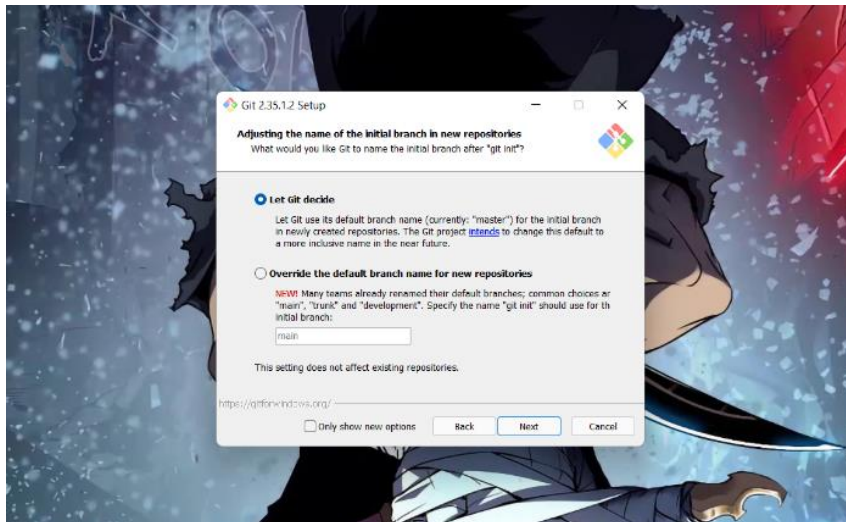 Git 2.35.1.2 Setup
Adjusting the name of the initial branch in new repositories
What would you like Git to name the initial branch after "git init"?
Let Git decide
Let Git use its default branch name (currently: "master") for the initial branch
in newly created repositories. The Git project intends to change this default to
a more inclusive name in the near future.
Override the default branch name for new repositories
NEW! Many teams already renamed their default branches; common choices ar
"main", "trunk" and "development". Specify the name "git init" should use for th
initial branch:
main
This setting does not affect existing repositories.
https://gitforwindows.org/
Only show new options
Back
Next
Cancel